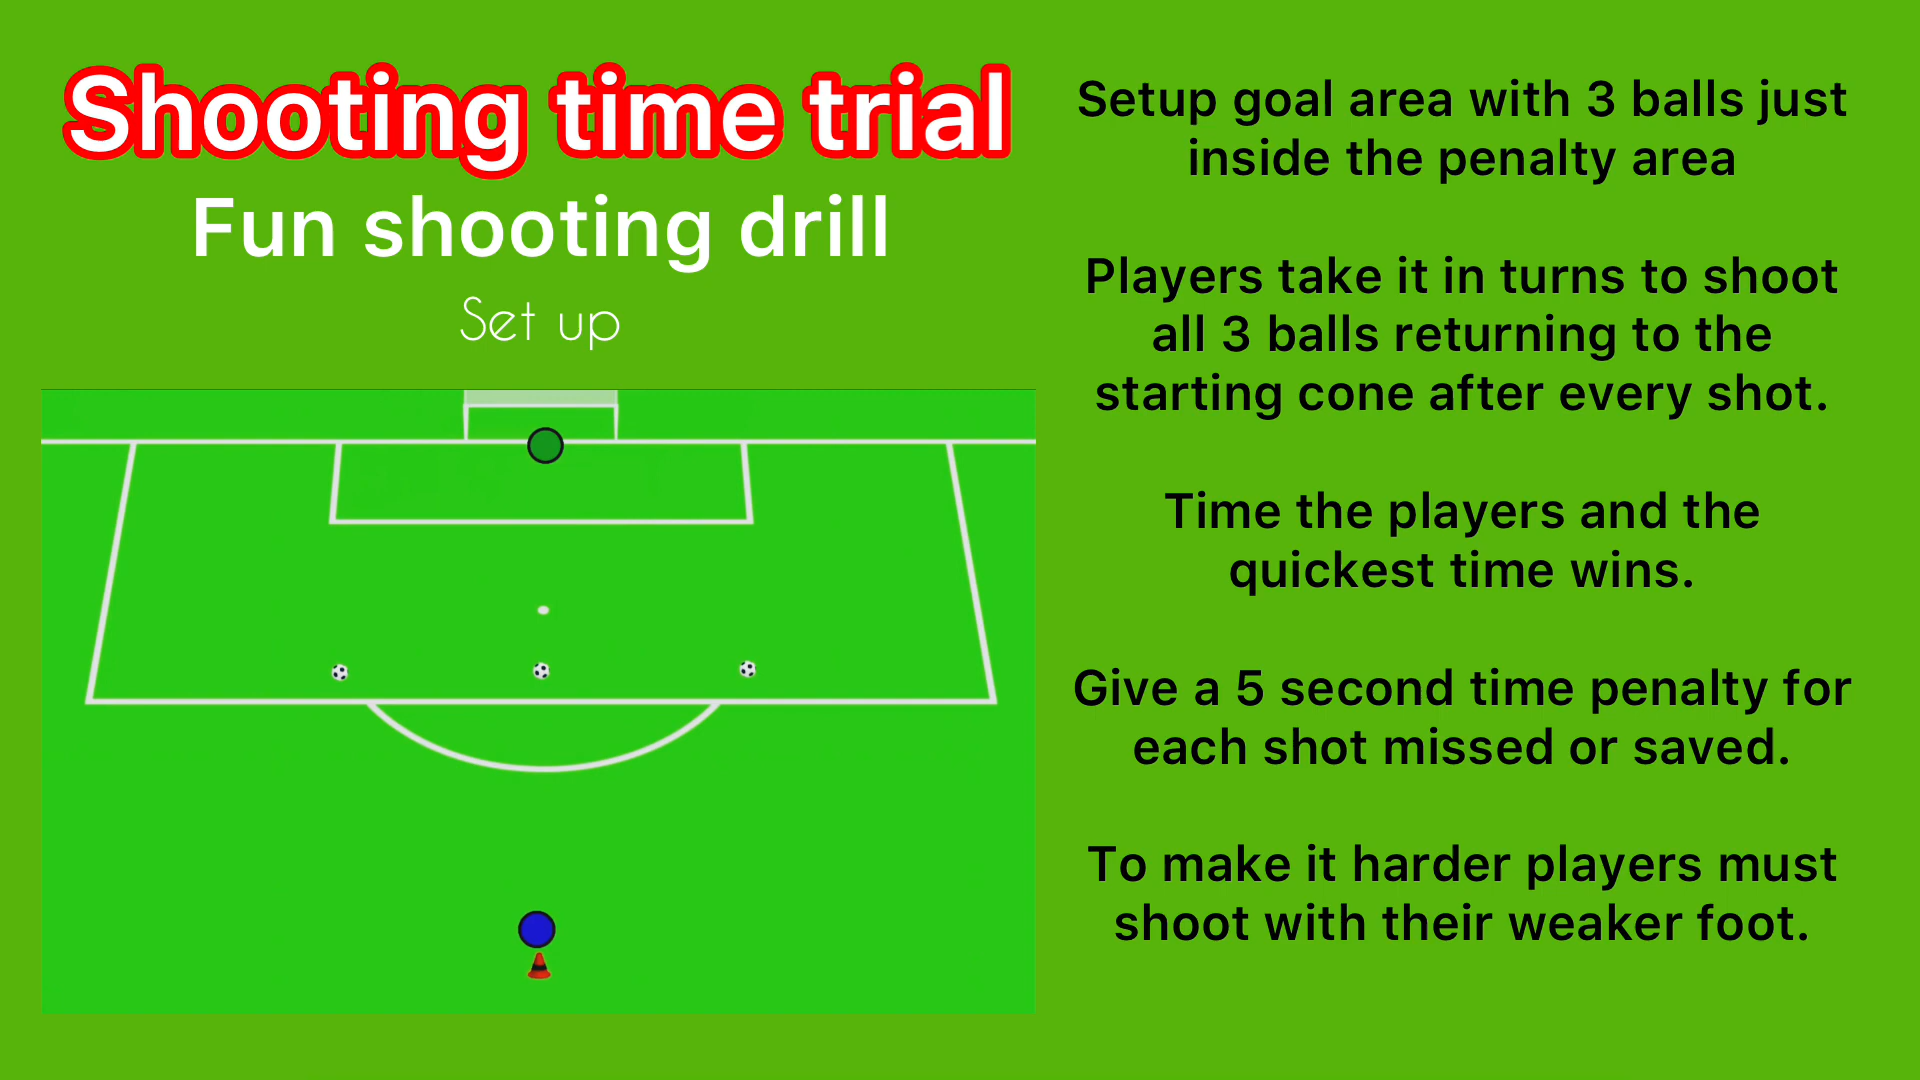 Shooting time trial
Fun shooting drill
Set up
Setup goal area with 3 balls just
inside the penalty area
Players take it in turns to shoot
all 3 balls returning to the
starting cone after every shot.
Time the players and the
quickest time wins.
Give a 5 second time penalty for
each shot missed or saved.
To make it harder players must
shoot with their weaker foot.